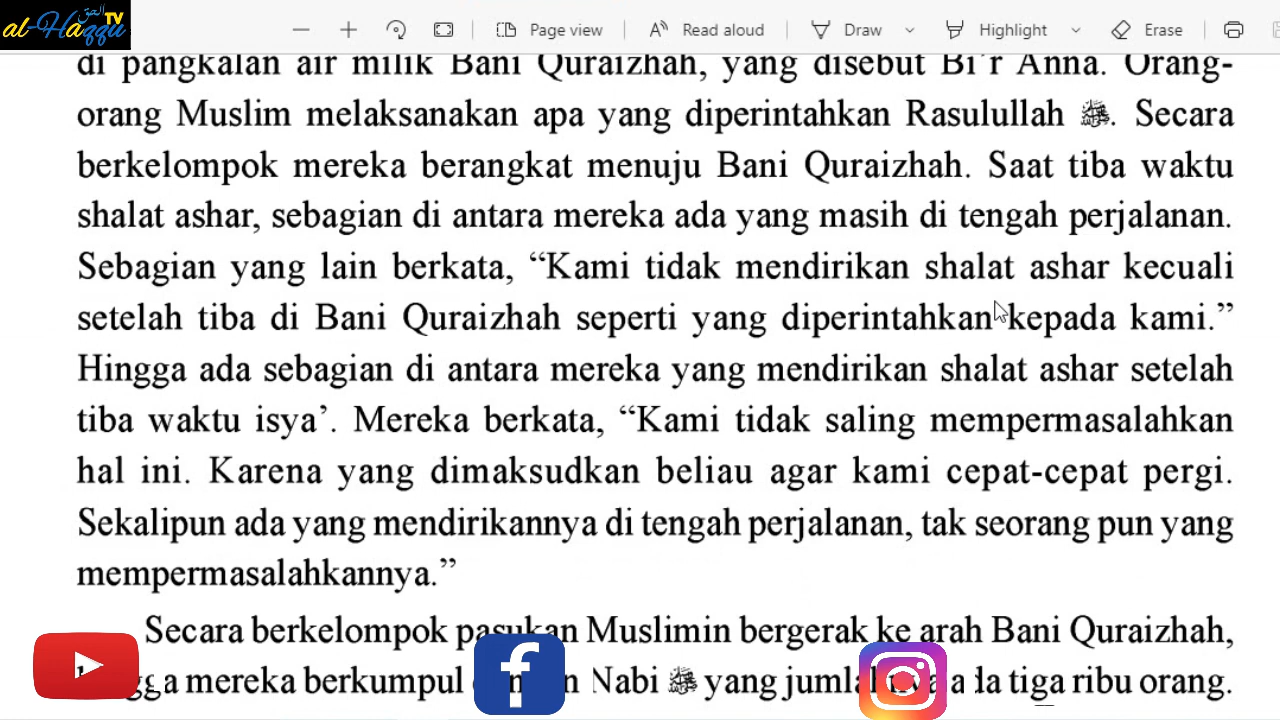 al-Haqqu TV
الحق
Page view
Read aloud
Draw
Highlight
Erase
di pangkalan air milik Bani Quraizhah, yang disebut Bi’r Anna. Orang-
orang Muslim melaksanakan apa yang diperintahkan Rasulullah ﷺ. Secara
berkelompok mereka berangkat menuju Bani Quraizhah. Saat tiba waktu
shalat ashar, sebagian di antara mereka ada yang masih di tengah perjalanan.
Sebagian yang lain berkata, “Kami tidak mendirikan shalat ashar kecuali
setelah tiba di Bani Quraizhah seperti yang diperintahkan kepada kami.”
Hingga ada sebagian di antara mereka yang mendirikan shalat ashar setelah
tiba waktu isya’. Mereka berkata, “Kami tidak saling mempermasalahkan
hal ini. Karena yang dimaksudkan beliau agar kami cepat-cepat pergi.
Sekalipun ada yang mendirikannya di tengah perjalanan, tak seorang pun yang
mempermasalahkannya.”
Secara berkelompok pasukan Muslimin bergerak ke arah Bani Quraizhah,
mereka berkumpul Nabi ﷺ yang tiga ribu orang.